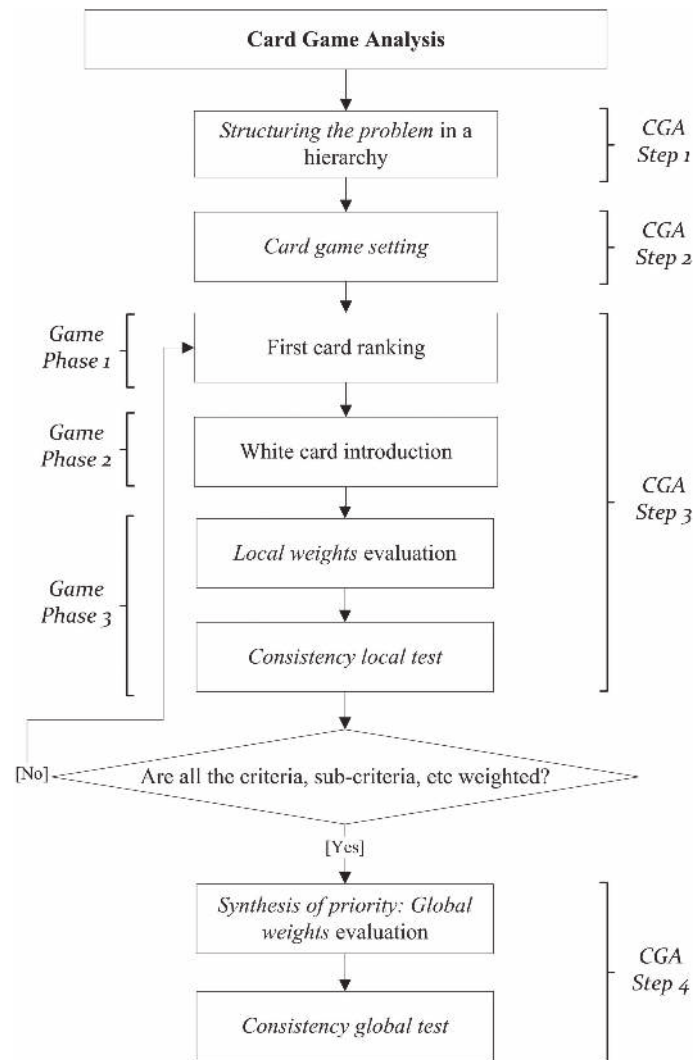 Card Game Analysis
Structuring the problem in a
hierarchy
CGA
Step 1
Card game setting
CGA
Step 2
Game
Phase 1
First card ranking
Game
Phase 2
White card introduction
CGA
Step 3
Local weights evaluation
Game
Phase 3
Consistency local test
[No]
Are all the criteria, sub-criteria, etc weighted?
[Yes]
Synthesis of priority: Global
weights evaluation
CGA
Step 4
Consistency global test